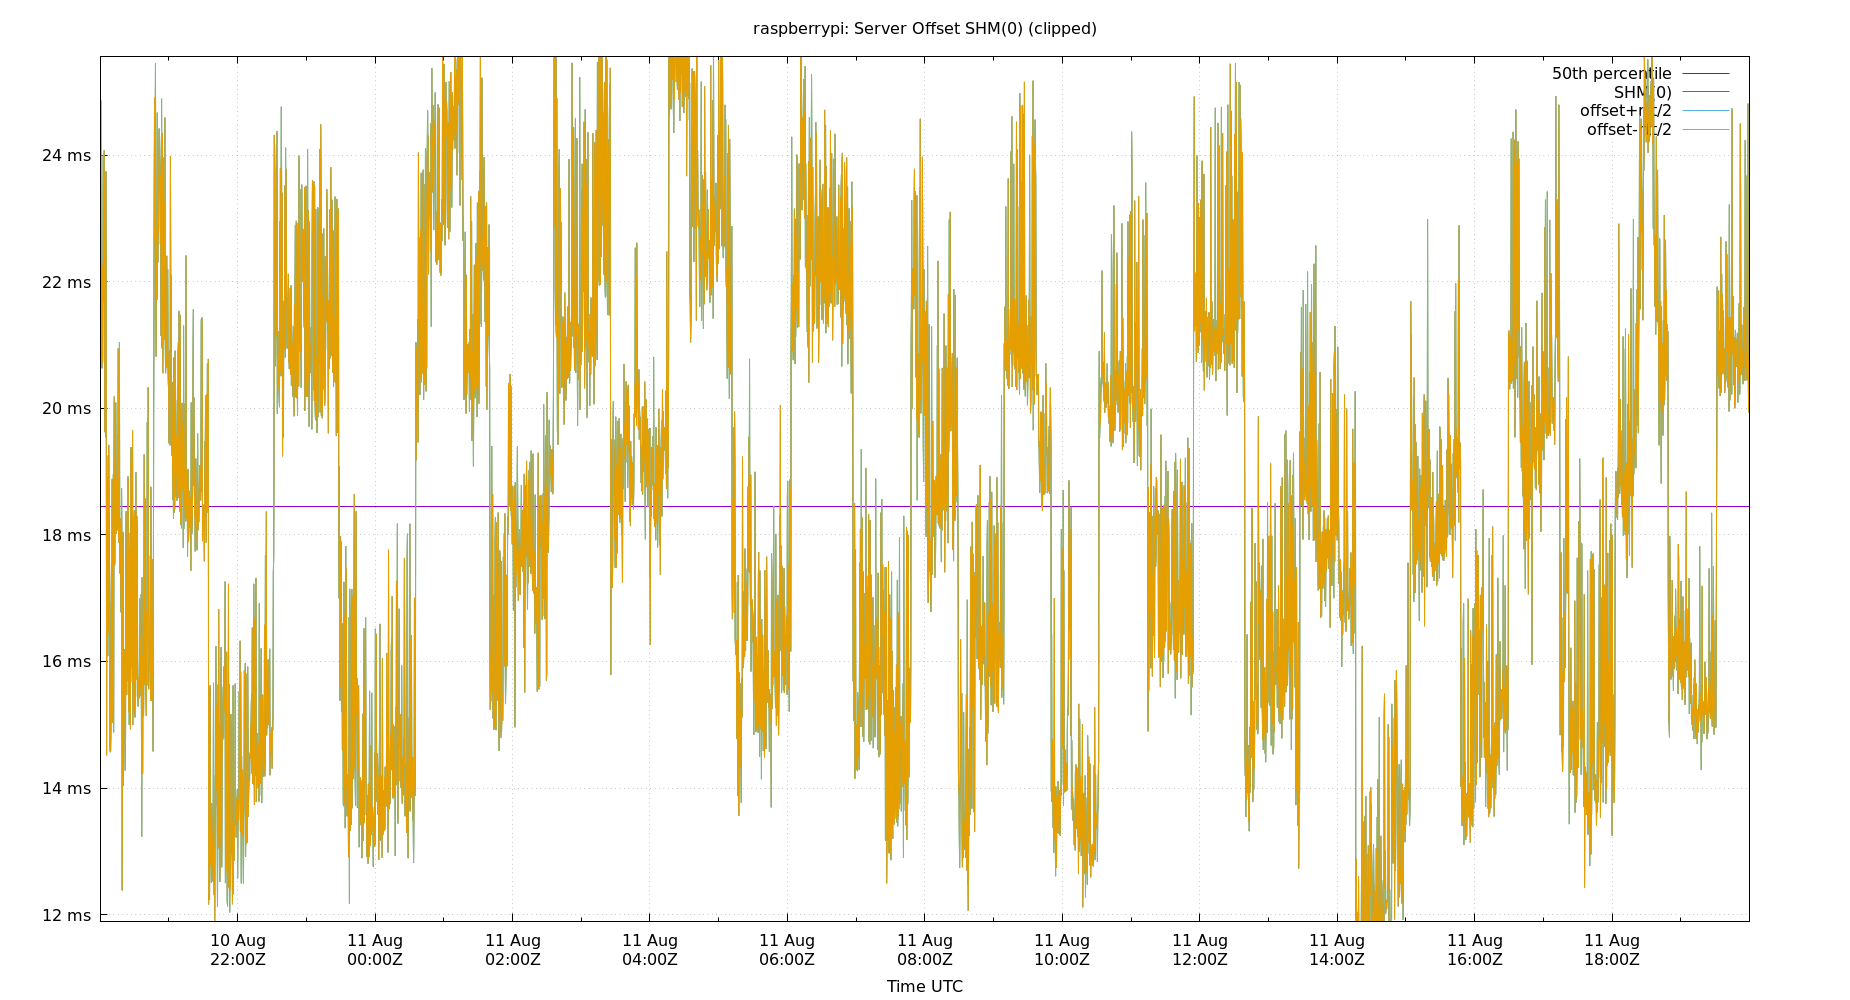 raspberrypi: Server Offset SHM(0) (clipped)
50th percentile
SHM(0)
offset+rtt/2
offset-rtt/2
24 ms
22 ms
20 ms
18 ms
16 ms
14 ms
12 ms
10 Aug 11 Aug 11 Aug 11 Aug 11 Aug 11 Aug 11 Aug 11 Aug 11 Aug 11 Aug 11 Aug
22:00Z 00:00Z 02:00Z 04:00Z 06:00Z 08:00Z 10:00Z 12:00Z 14:00Z 16:00Z 18:00Z
Time UTC